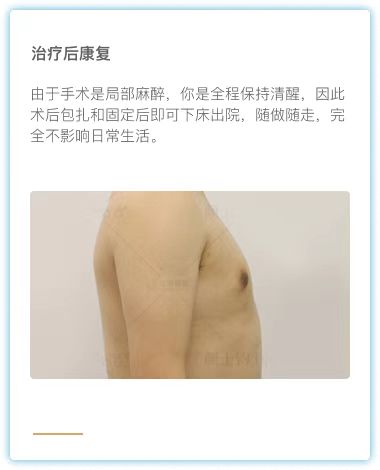 治疗后康复
由于手术是局部麻醉，你是全程保持清醒，因此
术后包扎和固定后即可下床出院，随做随走，完
全不影响日常生活。